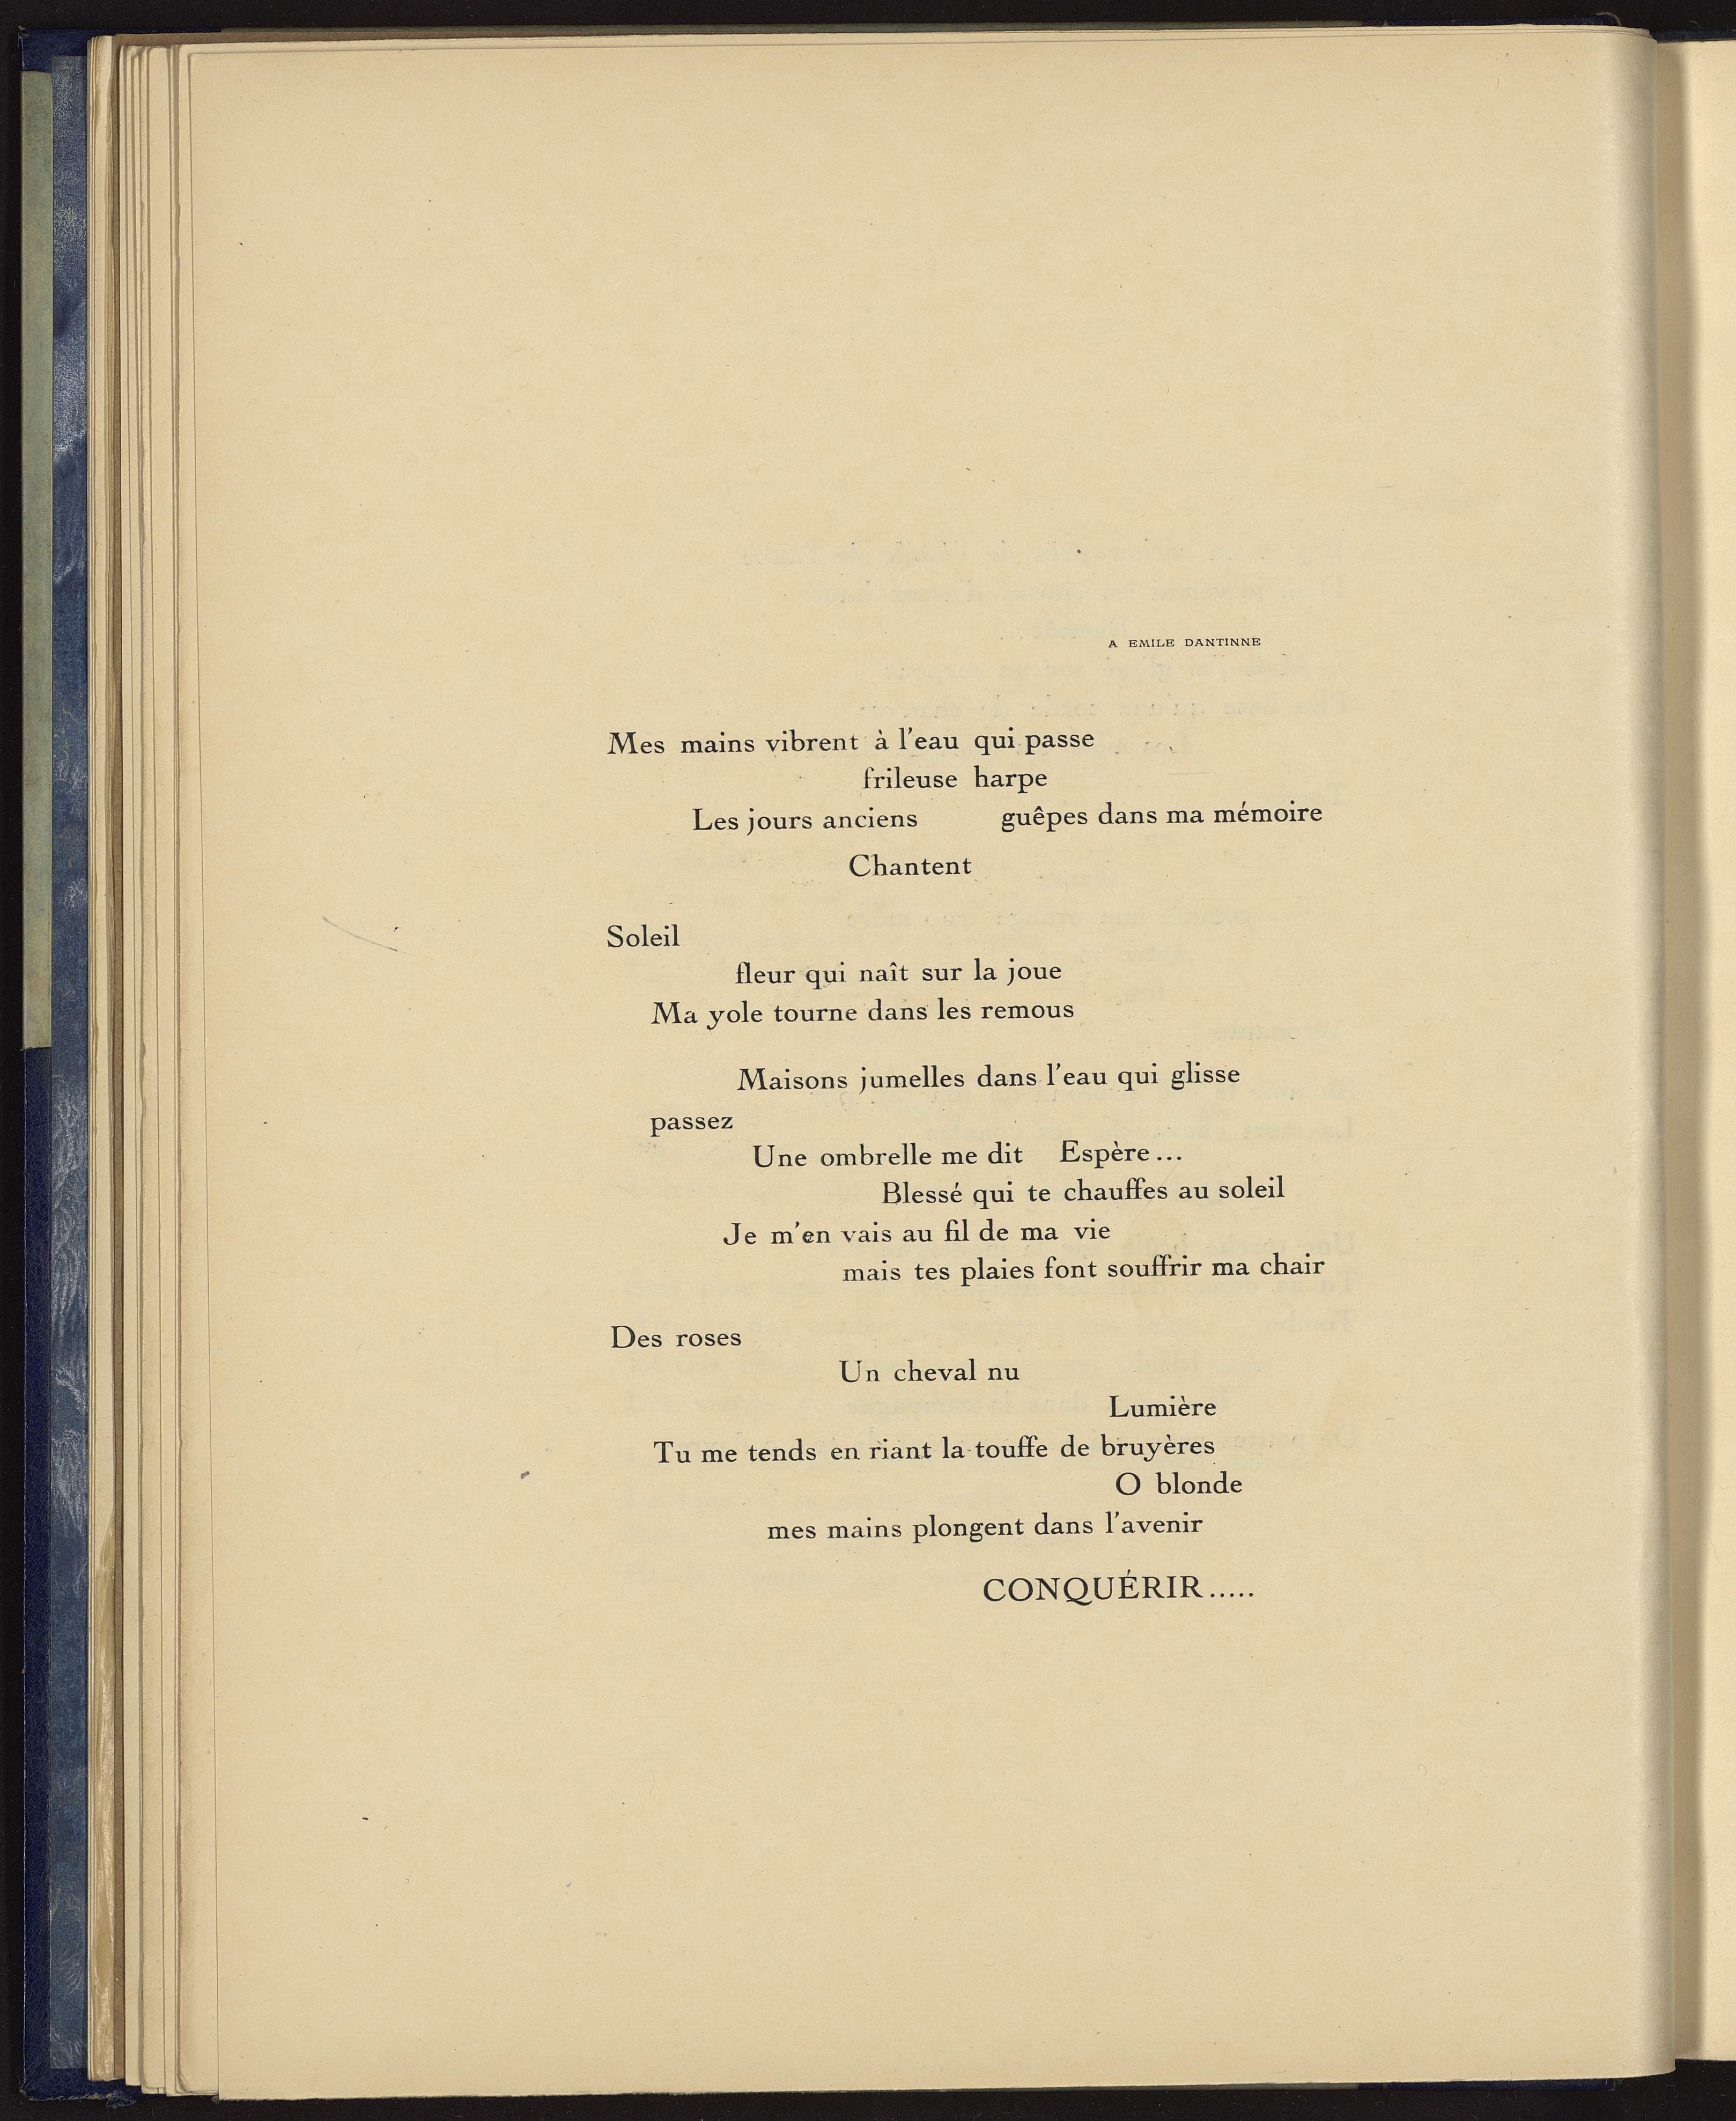 A EMILE DANTINNE
Mes mains vibrent à l'eau qui passe
frileuse harpe
Les jours anciens guêpes dans ma mémoire
Chantent
Soleil
fleur qui naît sur la joue
Ma yole tourne dans les remous
Maisons jumelles dans l'eau qui glisse
passez
Une ombrelle me dit Espère...
Blessé qui te chauffes au soleil
Je m'en vais au fil de ma vie
mais tes plaies font souffrir ma chair
Des roses
Un cheval nu
Lumière
Tu me tends en riant la touffe de bruyères
O blonde
mes mains plongent dans l'avenir
CONQUÉRIR.....